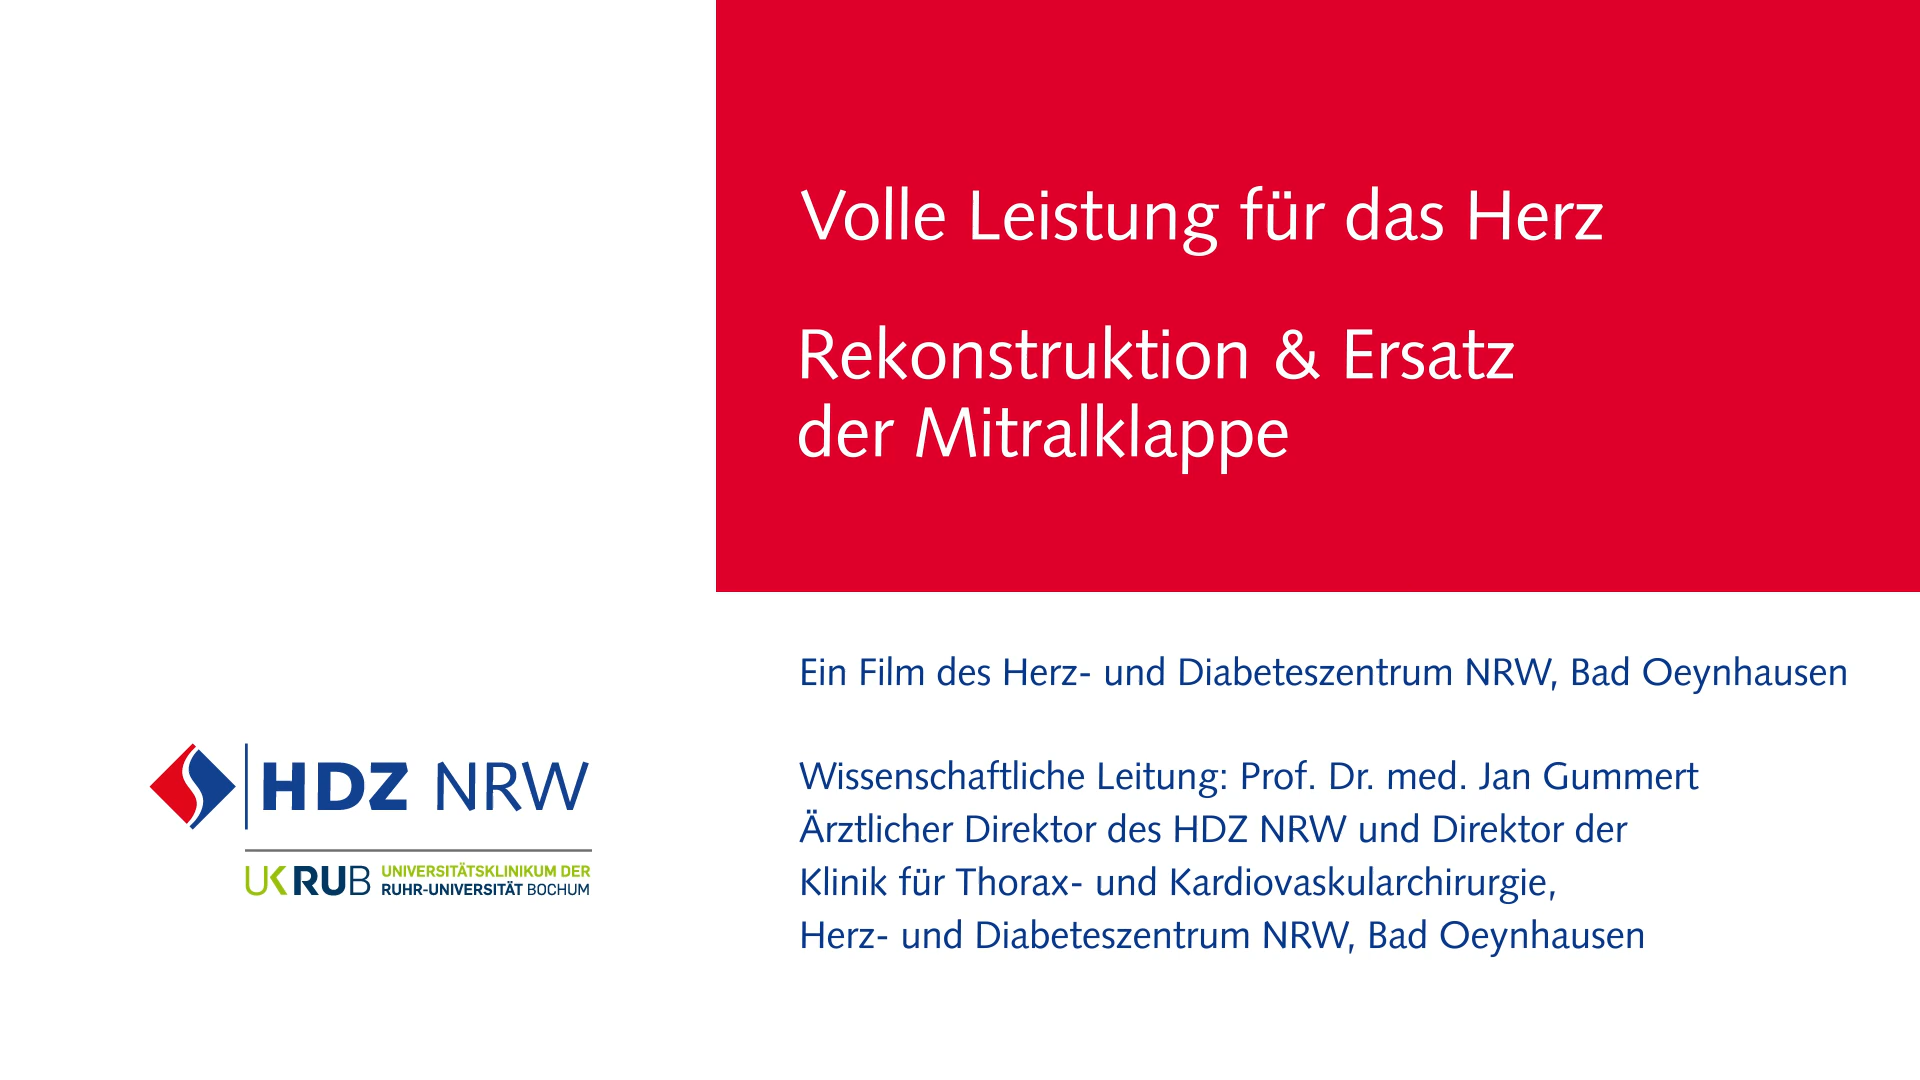 Volle Leistung für das Herz
Rekonstruktion & Ersatz
der Mitralklappe
Ein Film des Herz- und Diabeteszentrum NRW, Bad Oeynhausen
Wissenschaftliche Leitung: Prof. Dr. med. Jan Gummert
Ärztlicher Direktor des HDZ NRW und Direktor der
Klinik für Thorax- und Kardiovaskularchirurgie,
Herz- und Diabeteszentrum NRW, Bad Oeynhausen
HDZ NRW
UKRUB UNIVERSITÄTSKLINIKUM DER
RUHR-UNIVERSITÄT BOCHUM